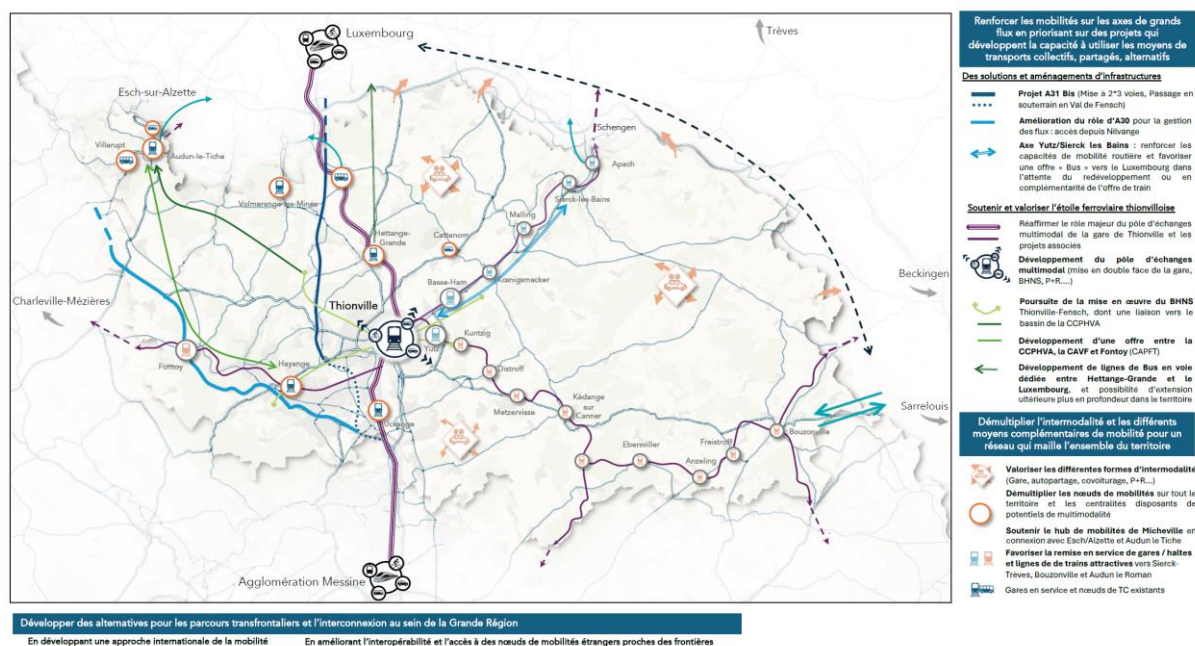 Luxembourg
Trèves
Esch-sur-Alzette
Schengen
Villerupt
Audun-le-Tiche
Apach
Sierck-les-Bains
Volmerange-les-Mines
Malling
Hettange-Grande
Cattenom
Kœnigsmacker
Basse-Ham
Beckingen
Charleville-Mézières
Thionville
Yutz
Kuntzig
Fontoy
Hayange
Distroff
Metzervisse
Kédange
sur
Canner
Sarrelouis
Uckange
Bouzonville
Ebersviller
Freistroff
Anzeling
Agglomération Messine
Renforcer les mobilités sur les axes de grands
flux en priorisant sur des projets qui
développent la capacité à utiliser les moyens de
transports collectifs, partagés, alternatifs
Des solutions et aménagements d'infrastructures
Projet A31 Bis (Mise à 2*3 voies, Passage en
souterrain en Val de Fensch)
Amélioration du rôle d'A30 pour la gestion
des flux : accès depuis Nilvange
Axe Yutz/Sierck les Bains : renforcer les
capacités de mobilité routière et favoriser
une offre « Bus » vers le Luxembourg dans
l'attente du redéveloppement ou en
complémentarité de l'offre de train
Soutenir et valoriser l'étoile ferroviaire thionvilloise
Réaffirmer le rôle majeur du pôle d'échanges
multimodal de la gare de Thionville et les
projets associés
Développement du pôle d'échanges
multimodal (mise en double face de la gare,
BHNS, P+R....)
Poursuite de la mise en œuvre du BHNS
Thionville-Fensch, dont une liaison vers le
bassin de la CCPHVA
Développement d'une offre entre la
CCPHVA, la CAVF et Fontoy (CAPFT)
Développement de lignes de Bus en voie
dédiée entre Hettange-Grande et le
Luxembourg, et possibilité d'extension
ultérieure plus en profondeur dans le territoire
Démultiplier l'intermodalité et les différents
moyens complémentaires de mobilité pour un
réseau qui maille l'ensemble du territoire
Valoriser les différentes formes d'intermodalité
(Gare, autopartage, covoiturage, P+R...)
Démultiplier les nœuds de mobilités sur tout le
territoire et les centralités disposants de
potentiels de multimodalité
Soutenir le hub de mobilités de Micheville en
connexion avec Esch/Alzette et Audun le Tiche
Favoriser la remise en service de gares / haltes
et lignes de de trains attractives vers Sierck-
Trèves, Bouzonville et Audun le Roman
Gares en service et nœuds de TC existants
Développer des alternatives pour les parcours transfrontaliers et l'interconnexion au sein de la Grande Région
En développant une approche internationale de la mobilité
En améliorant l'interopérabilité et l'accès à des nœuds de mobilités étrangers proches des frontières